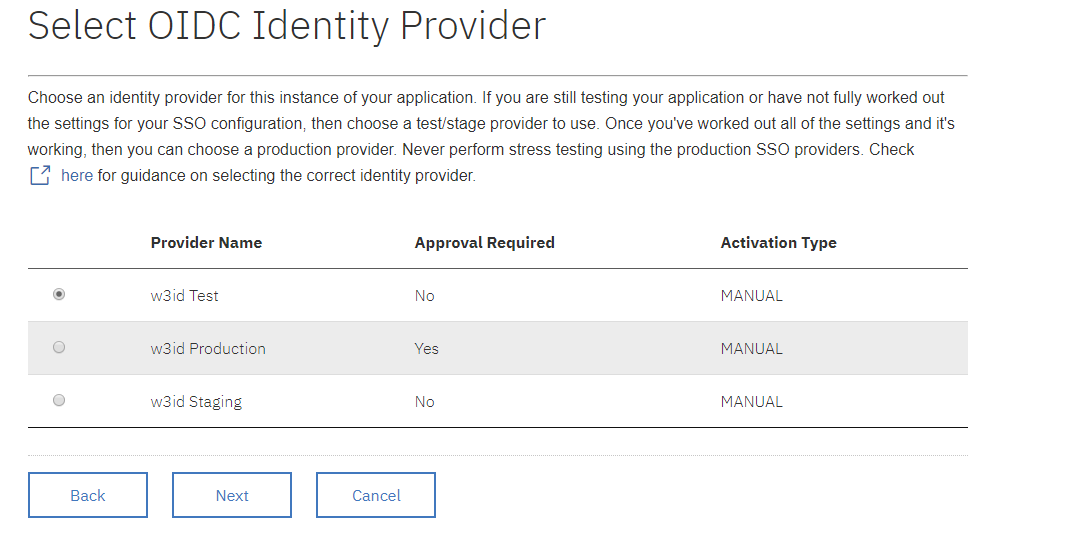 Select OIDC Identity Provider
Choose an identity provider for this instance of your application. If you are still testing your application or have not fully worked out
the settings for your SSO configuration, then choose a test/stage provider to use. Once you've worked out all of the settings and it's
working, then you can choose a production provider. Never perform stress testing using the production SSO providers. Check
here for guidance on selecting the correct identity provider.
Provider Name Approval Required Activation Type
w3id Test No MANUAL
w3id Production Yes MANUAL
w3id Staging No MANUAL
Back Next Cancel